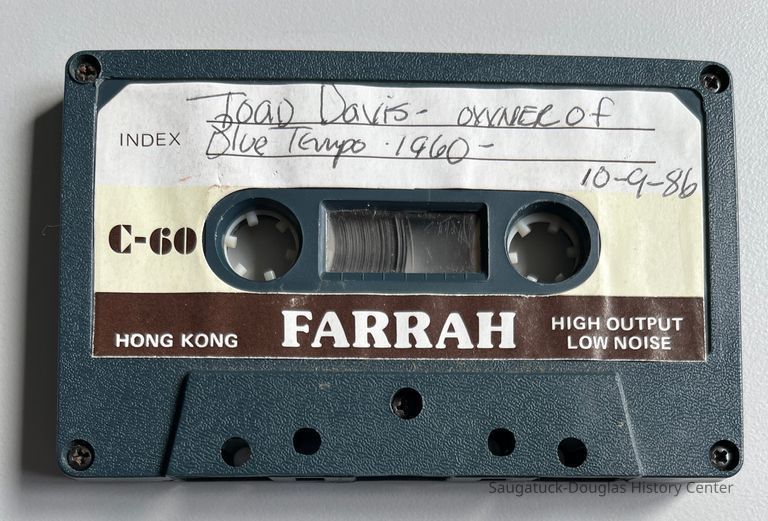 Joan Davis - owner of
INDEX
Blue Tempo · 1960 -
10-9-86
C-60
HONG KONG
FARRAH
HIGH OUTPUT
LOW NOISE
Saugatuck-Douglas History Center